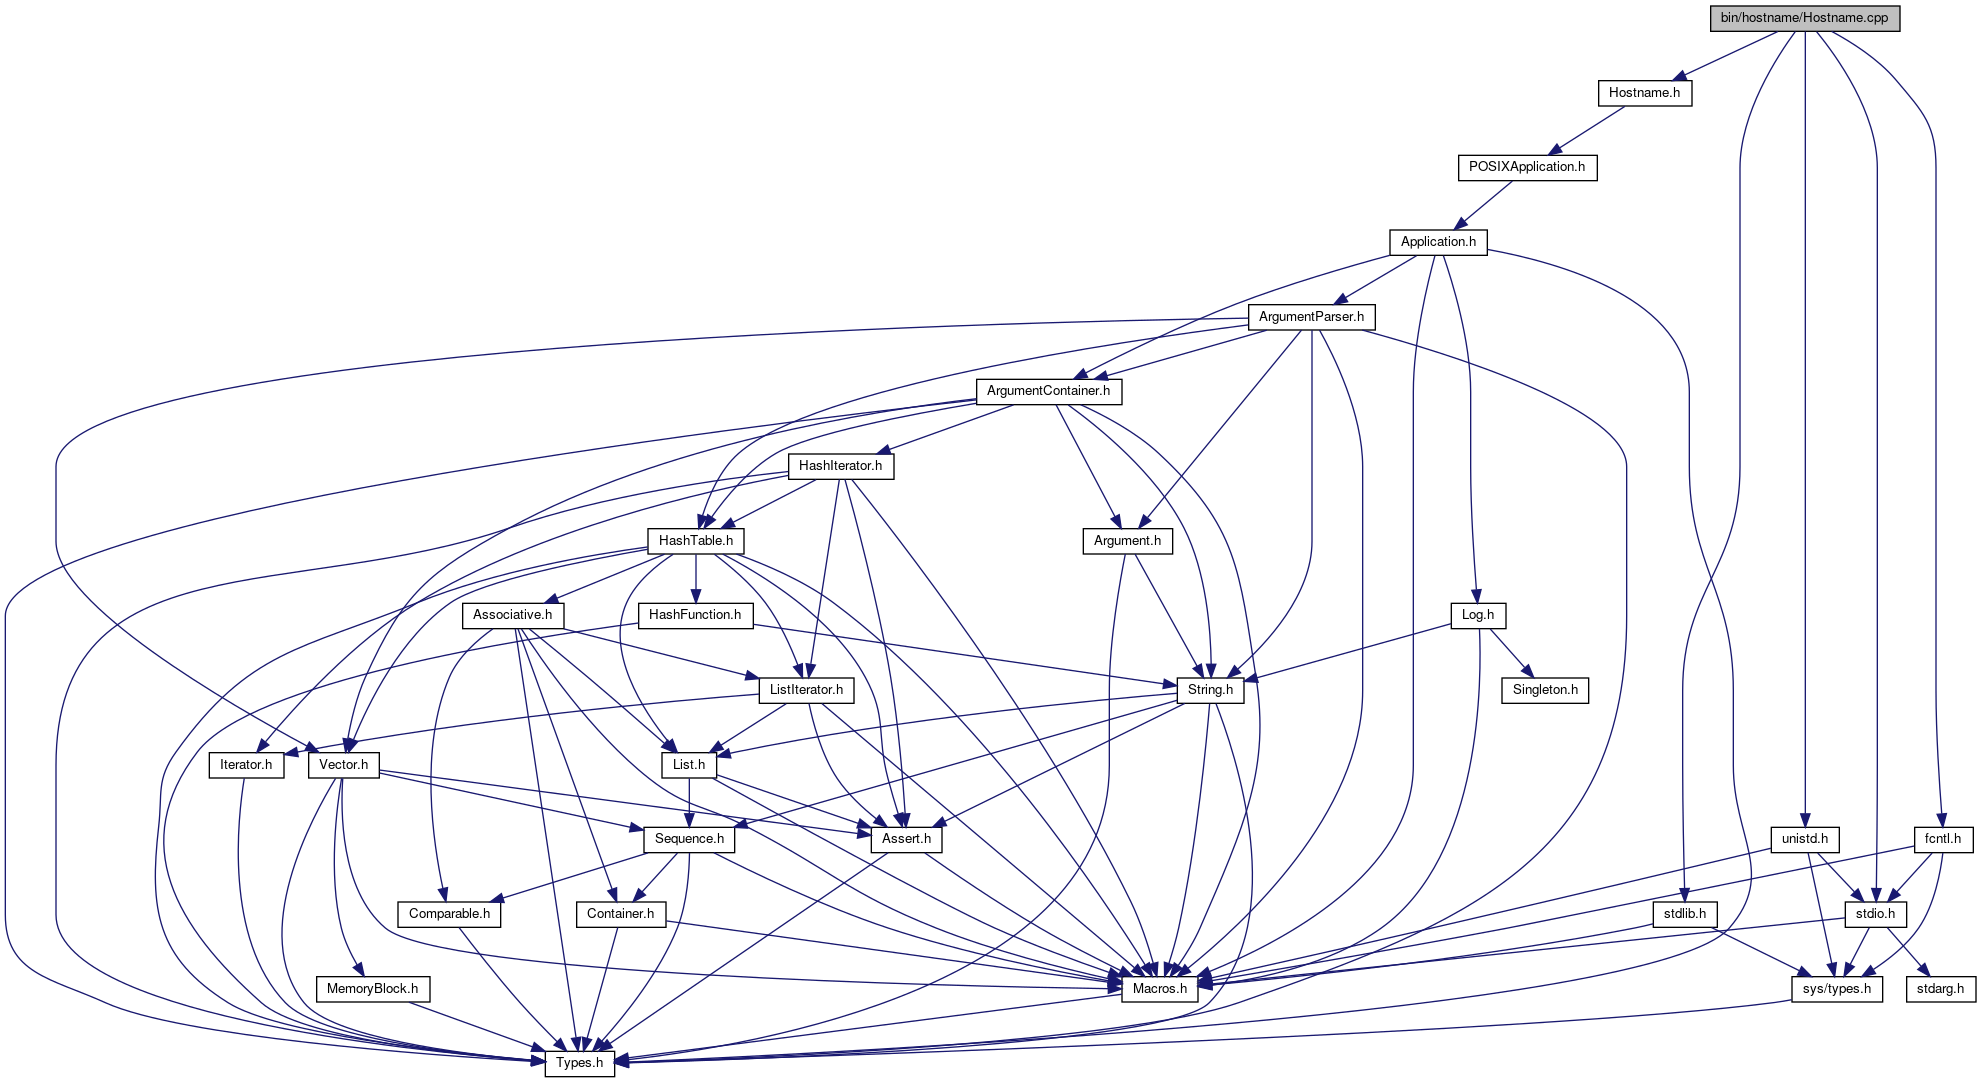 bin/hostname/Hostname.cpp
Hostname.h
POSIXApplication.h
Application.h
ArgumentParser.h
ArgumentContainer.h
HashIterator.h
HashTable.h
Argument.h
Associative.h
HashFunction.h
Log.h
ListIterator.h
String.h
Singleton.h
Iterator.h
Vector.h
List.h
Sequence.h
Assert.h
unistd.h
fcntl.h
Comparable.h
Container.h
stdlib.h
stdio.h
MemoryBlock.h
Macros.h
sys/types.h
stdarg.h
Types.h